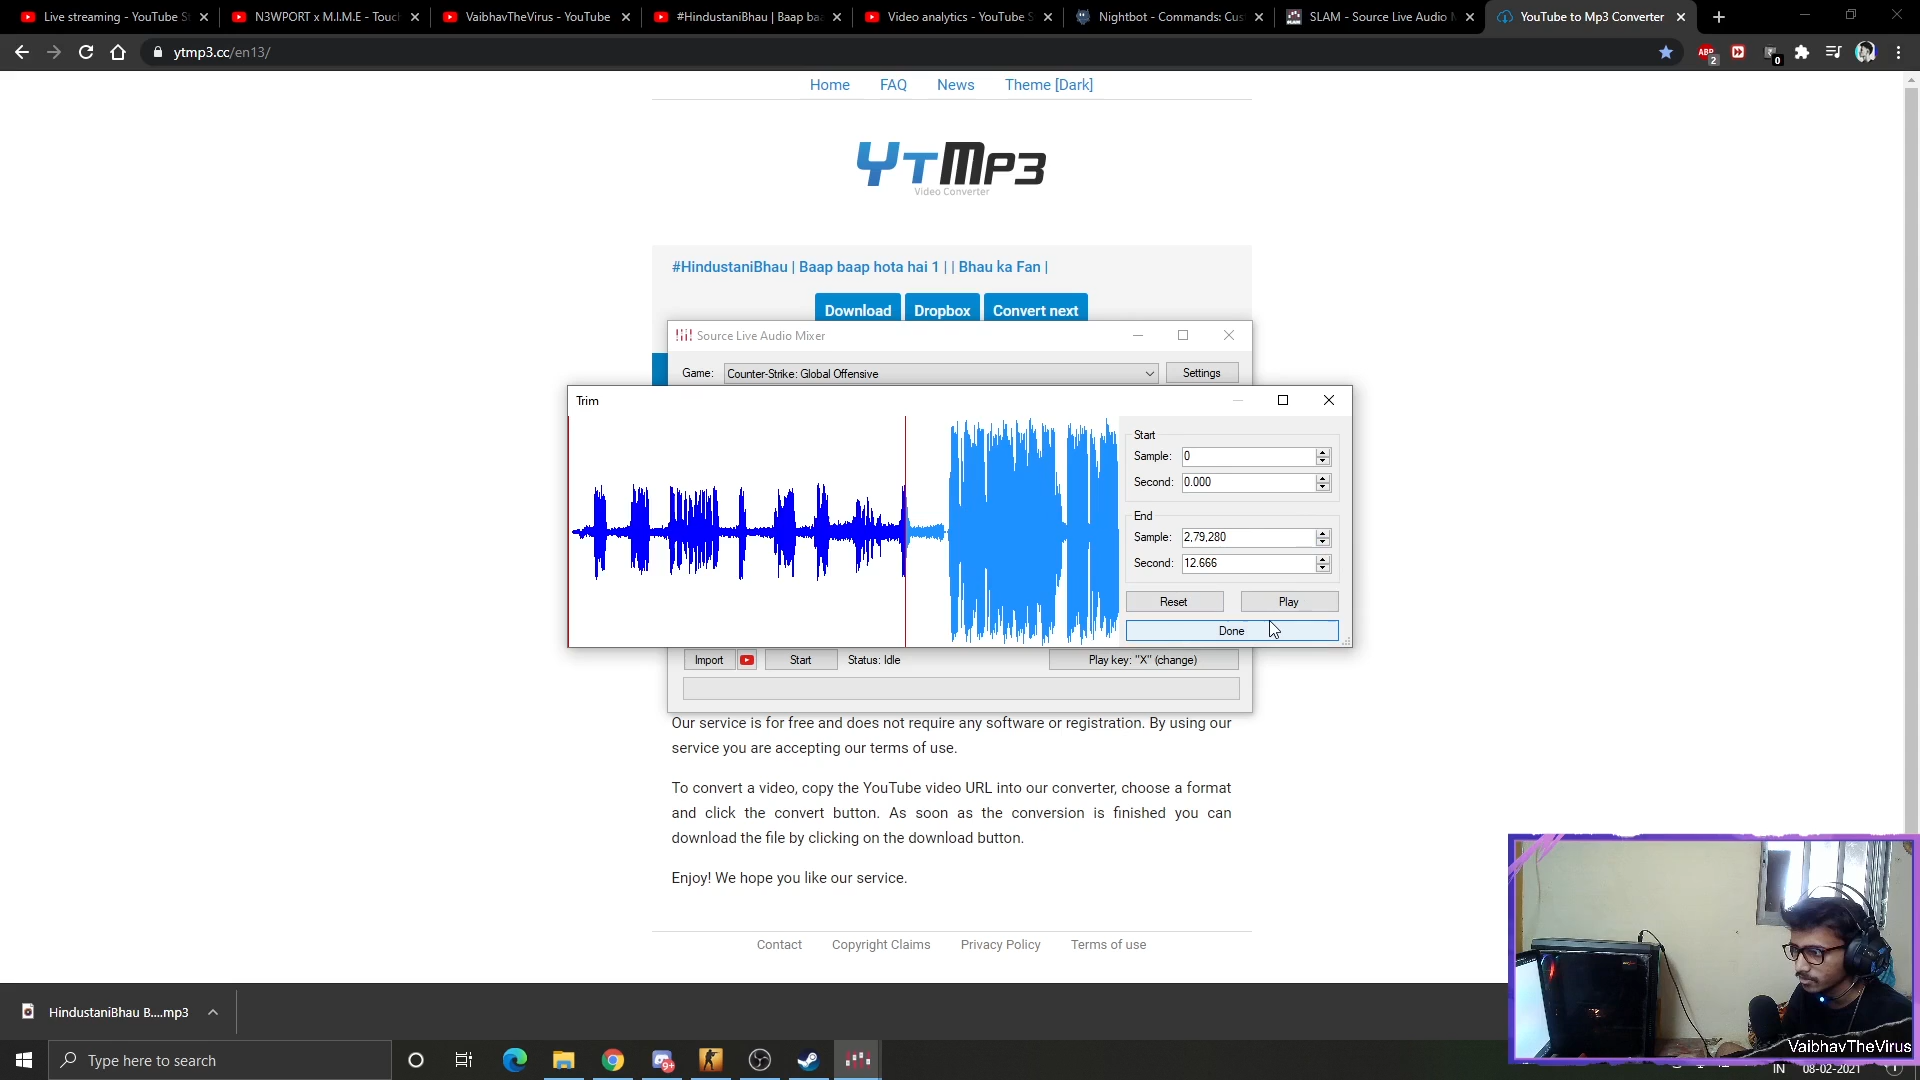 Live streaming - YouTube S
N3WPORT x M.I.M.E - Touch
VaibhavTheVirus - YouTube
#HindustaniBhau | Baap ba
Video analytics - YouTube S
Nightbot - Commands: Cus
SLAM - Source Live Audio M
YouTube to Mp3 Converter
ytmp3.cc/en13/
ABP
2
0
Home
FAQ
News
Theme [Dark]
YTMP3
Video Converter
#HindustaniBhau | Baap baap hota hai 1 | | Bhau ka Fan |
Download
Dropbox
Convert next
Source Live Audio Mixer
Game:
Counter-Strike: Global Offensive
Settings
Trim
Start
Sample:
0
Second:
0.000
End
Sample:
2,79,280
Second:
12.666
Reset
Play
Done
Import
Start
Status: Idle
Play key: "X" (change)
Our service is for free and does not require any software or registration. By using our
service you are accepting our terms of use.
To convert a video, copy the YouTube video URL into our converter, choose a format
and click the convert button. As soon as the conversion is finished you can
download the file by clicking on the download button.
Enjoy! We hope you like our service.
Contact
Copyright Claims
Privacy Policy
Terms of use
HindustaniBhau B....mp3
VaibhavTheVirus
Type here to search
9+
IN
08-02-2021